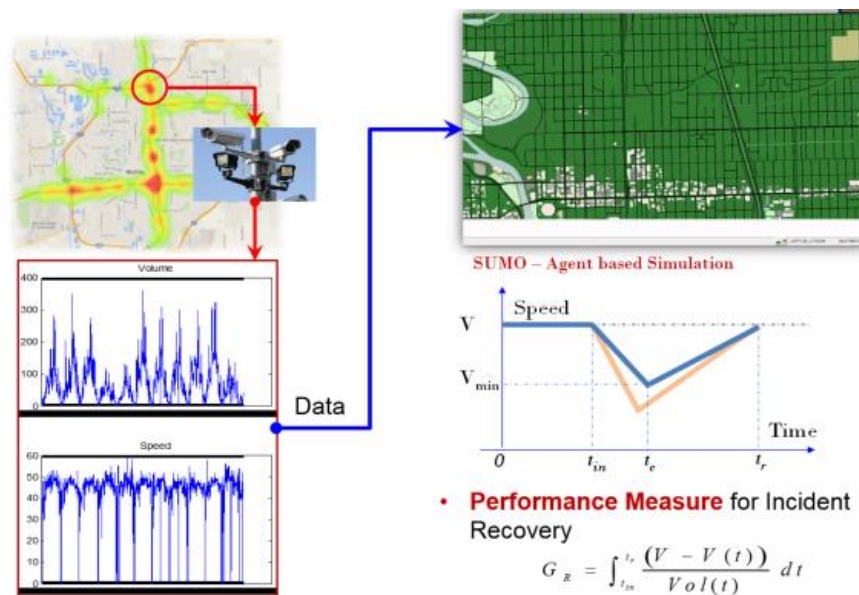 Volume
400
300
200
100
0
Speed
60
50
40
30
20
10
0
Data
SUMO – Agent based Simulation
Speed
V
V_min
Time
0
t_in
t_e
t_r
• Performance Measure for Incident
Recovery
G_R = ∫_{t_in}^{t_r} (V - V(t)) / Vol(t) dt